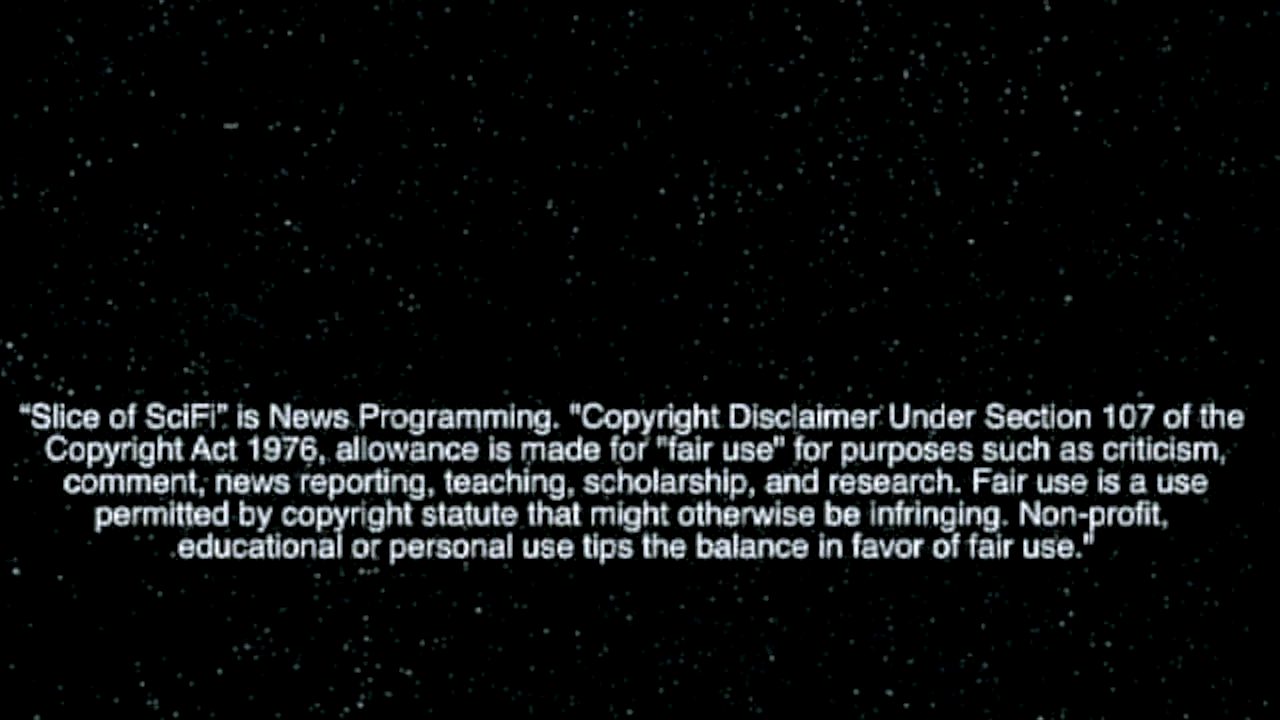 “Slice of SciFi” is News Programming. "Copyright Disclaimer Under Section 107 of the
Copyright Act 1976, allowance is made for "fair use" for purposes such as criticism,
comment, news reporting, teaching, scholarship, and research. Fair use is a use
permitted by copyright statute that might otherwise be infringing. Non-profit,
educational or personal use tips the balance in favor of fair use."